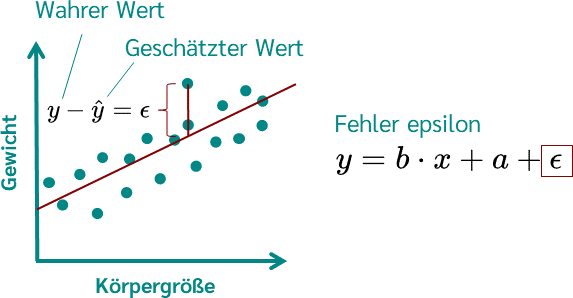 Wahrer Wert
Geschätzter Wert
y − ŷ = ϵ
Gewicht
Körpergröße
Fehler epsilon
y = b · x + a + ϵ